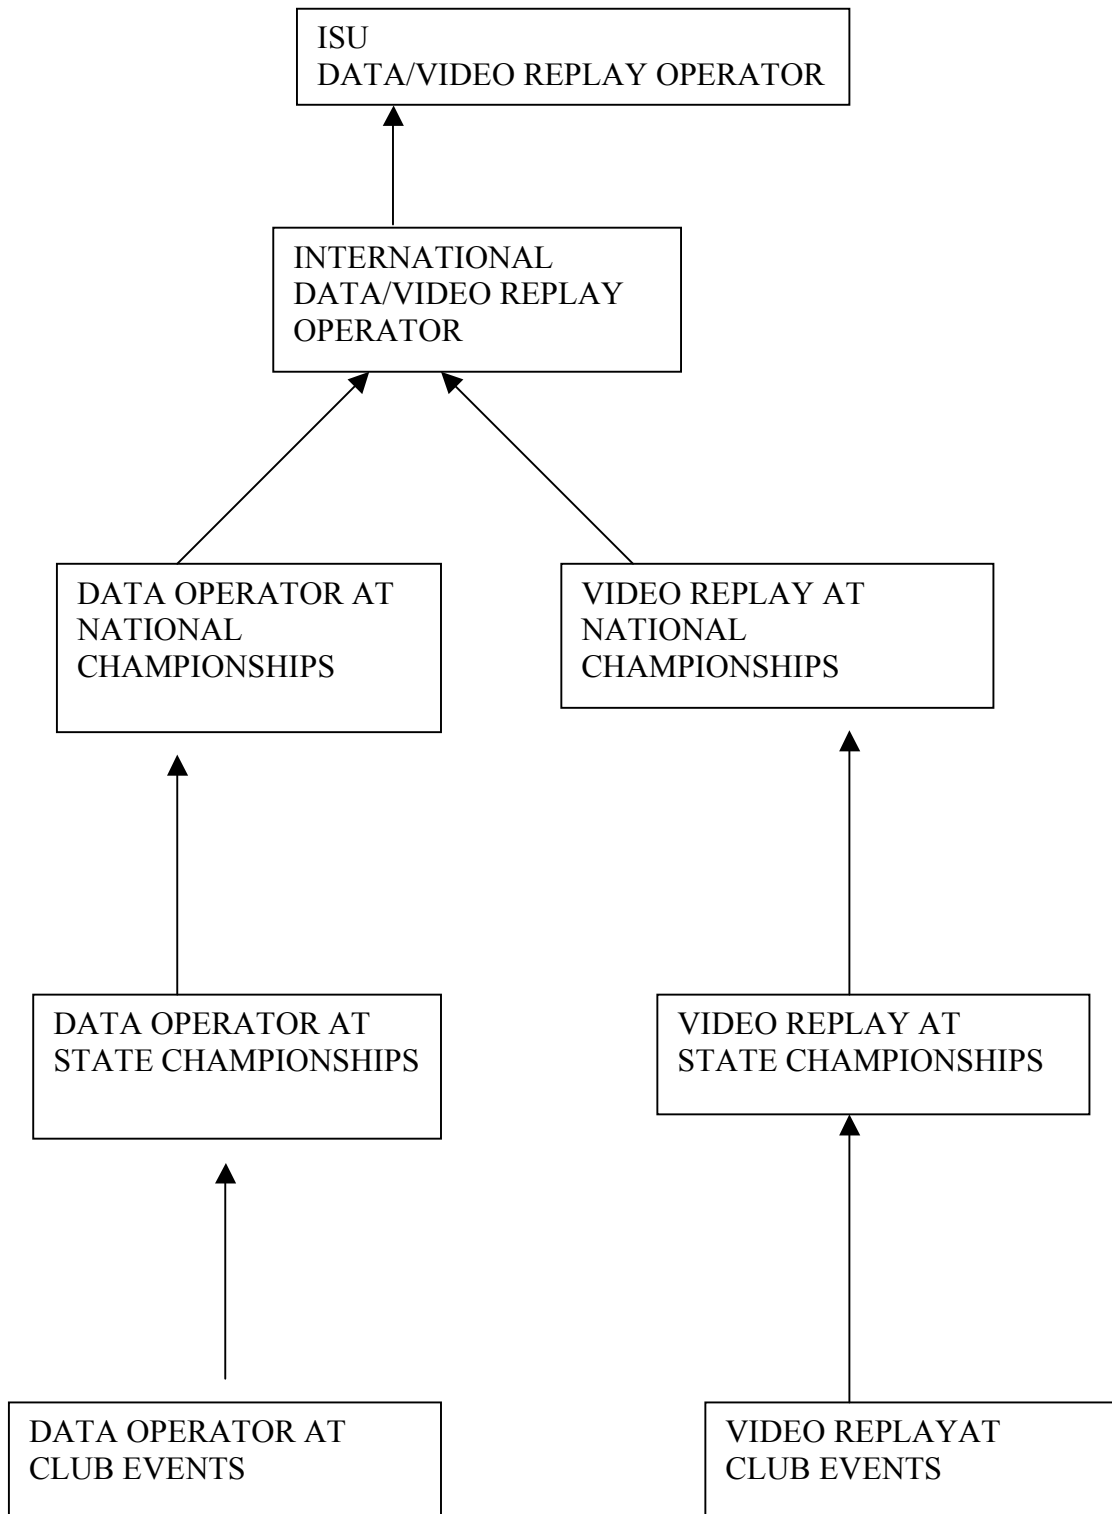 ISU
DATA/VIDEO REPLAY OPERATOR
INTERNATIONAL
DATA/VIDEO REPLAY
OPERATOR
DATA OPERATOR AT
NATIONAL
CHAMPIONSHIPS
VIDEO REPLAY AT
NATIONAL
CHAMPIONSHIPS
DATA OPERATOR AT
STATE CHAMPIONSHIPS
VIDEO REPLAY AT
STATE CHAMPIONSHIPS
DATA OPERATOR AT
CLUB EVENTS
VIDEO REPLAYAT
CLUB EVENTS